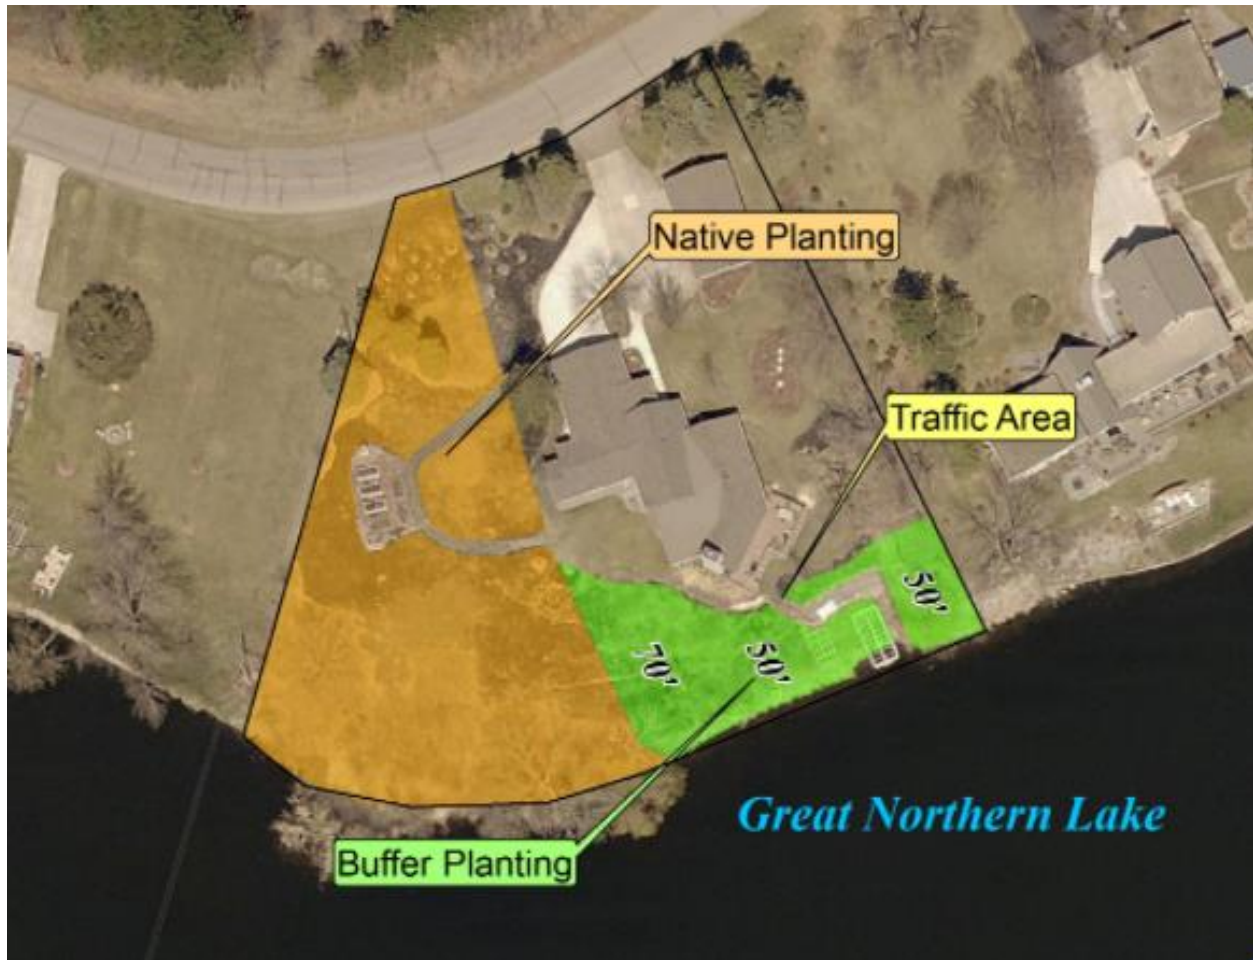 Native Planting
Traffic Area
50'
70'
50'
Great Northern Lake
Buffer Planting